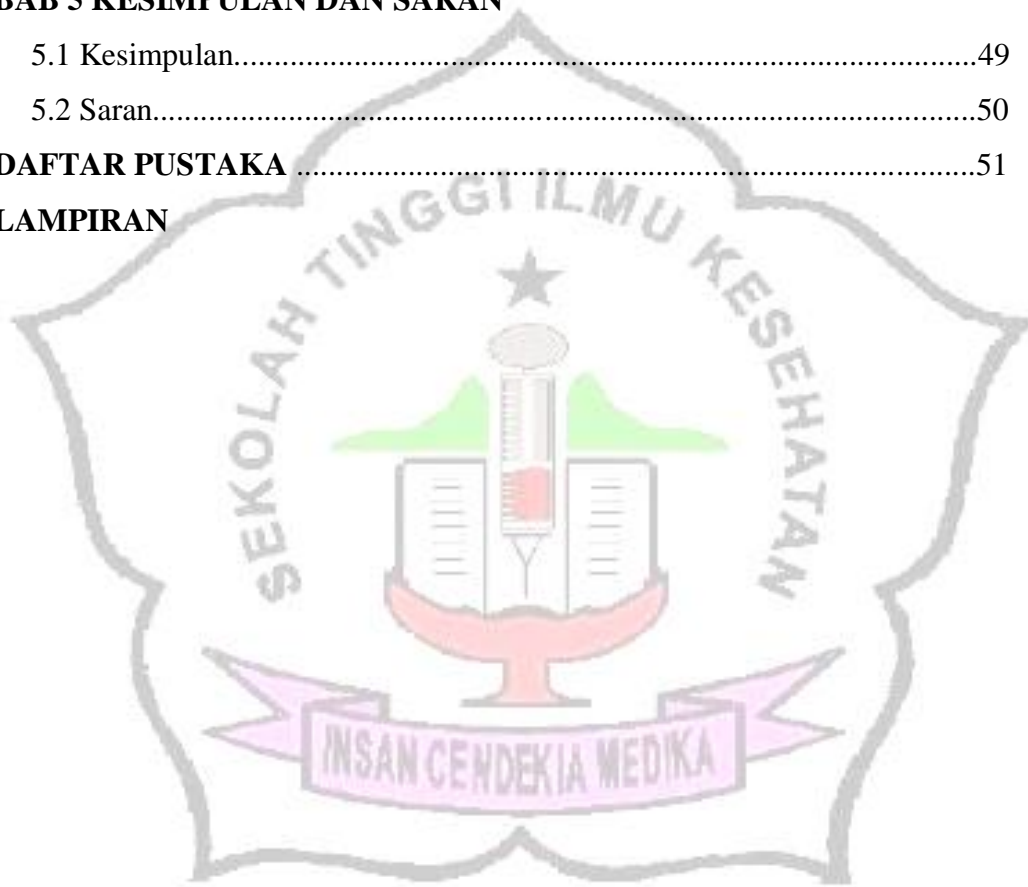 BAB 5 KESIMPULAN DAN SARAN
5.1 Kesimpulan.............................................................................................49
5.2 Saran.......................................................................................................50
DAFTAR PUSTAKA .....................................................................................51
LAMPIRAN
SEKOLAH TINGGI ILMU KESEHATAN
INSAN CENDEKIA MEDIKA